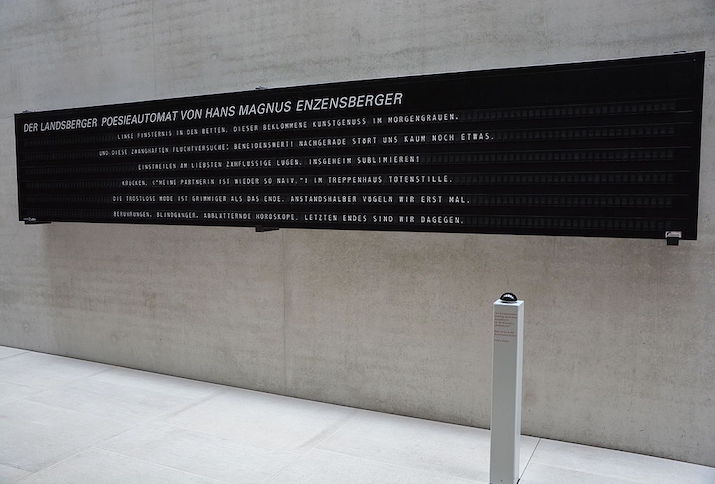 DER LANDSBERGER POESIEAUTOMAT VON HANS MAGNUS ENZENSBERGER
LINKE FINSTERNIS IN DEN BETTEN. DIESER BEKLOMMENE KUNSTGENUSS IM MORGENGRAUEN.
UND DIESE ZWANGHAFTEN FLUCHTVERSUCHE: BENEIDENSWERT! NACHGERADE STØRT UNS KAUM NOCH ETWAS.
EINSTWEILEN AM LIEBSTEN ZÄHFLÜSSIGE LÜGEN. INSGEHEIM SUBLIMIEREN!
KRÜCKEN. ("MEINE PARTNERIN IST WIEDER SO NAIV.") IM TREPPENHAUS TOTENSTILLE.
DIE TROSTLOSE MODE IST GRIMMIGER ALS DAS ENDE. ANSTANDSHALBER VÖGELN WIR ERST MAL.
BERÜHRUNGEN, BLINDGÄNGER, ABBLÄTTERNDE HOROSKOPE. LETZTEN ENDES SIND WIR DAGEGEN.